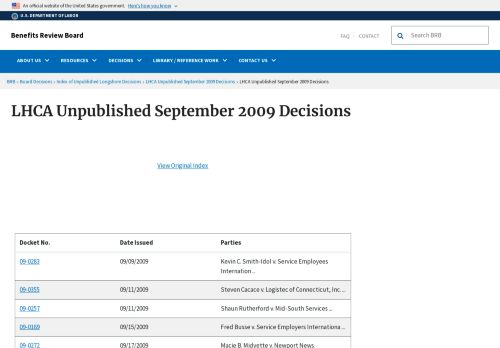 An official website of the United States government. Here's how you know
U.S. DEPARTMENT OF LABOR
Benefits Review Board
FAQ
CONTACT
Search BRB
ABOUT US
RESOURCES
DECISIONS
LIBRARY / REFERENCE WORK
CONTACT US
BRB › Board Decisions › Index of Unpublished Longshore Decisions › LHCA Unpublished September 2009 Decisions › LHCA Unpublished September 2009 Decisions
LHCA Unpublished September 2009 Decisions
View Original Index
Docket No. Date Issued Parties
09-0283 09/09/2009 Kevin C. Smith-Idol v. Service Employees
Internation ...
09-0355 09/11/2009 Steven Cacace v. Logistec of Connecticut, Inc. ...
09-0257 09/11/2009 Shaun Rutherford v. Mid-South Services ...
09-0169 09/15/2009 Fred Busse v. Service Employers Internationa ...
09-0272 09/17/2009 Macie B. Midyette v. Newport News